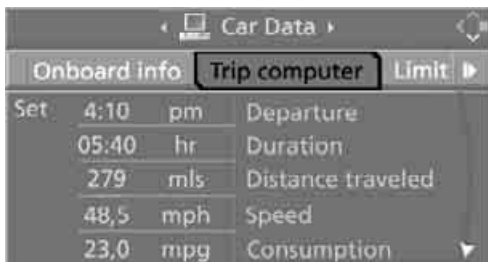 Car Data
Onboard info Trip computer Limit
Set 4:10 pm Departure
05:40 hr Duration
279 mls Distance traveled
48,5 mph Speed
23,0 mpg Consumption